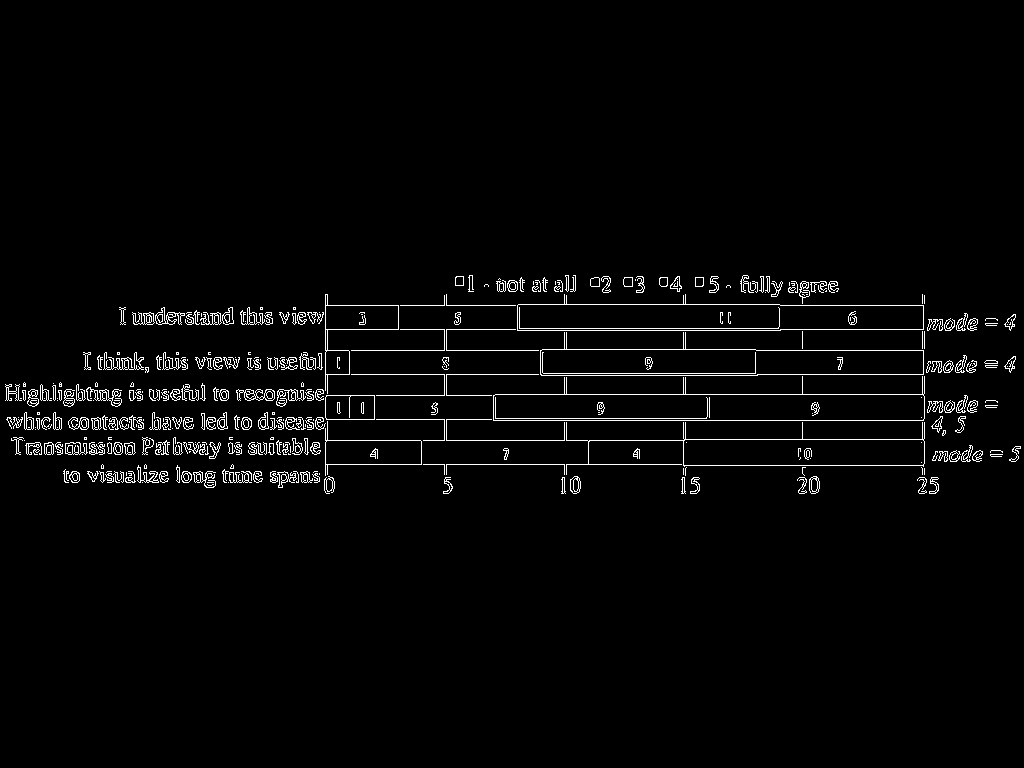 1 - not at all 2 3 4 5 - fully agree
I understand this view 3 5 11 6 mode = 4
I think, this view is useful 1 8 9 7 mode = 4
Highlighting is useful to recognise
which contacts have led to disease 1 1 5 9 9 mode =
4, 5
Transmission Pathway is suitable
to visualize long time spans 4 7 4 10 mode = 5
0 5 10 15 20 25